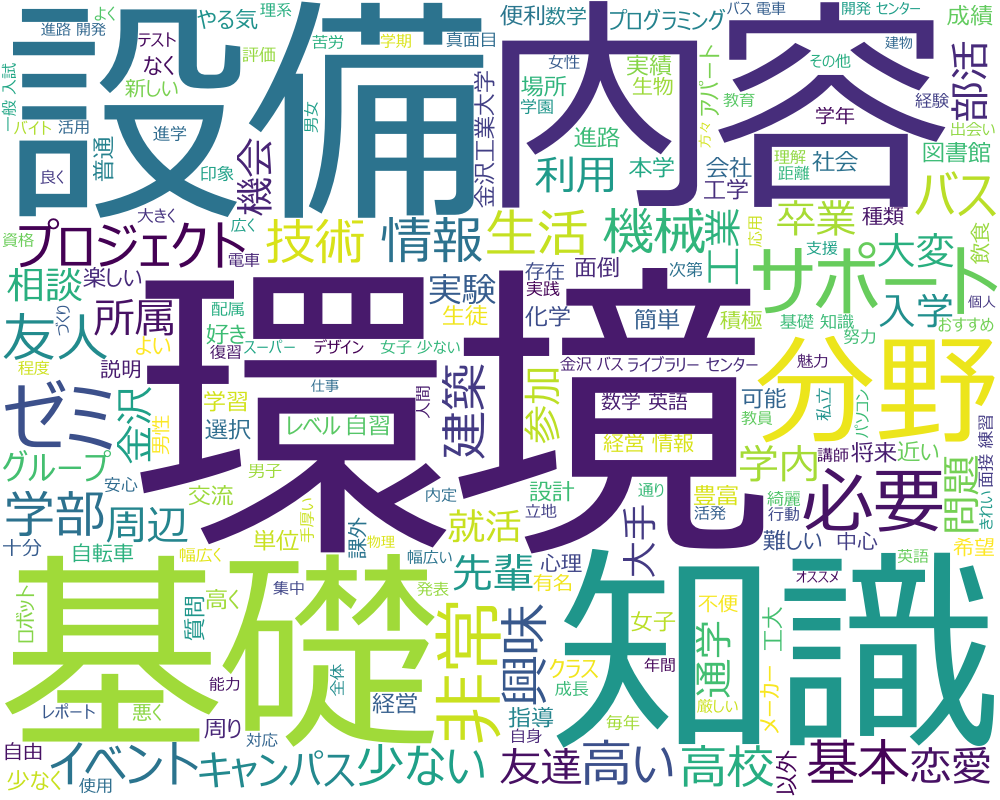 設備
内容
環境
基礎
知識
分野
サポート
必要
ゼミ
非常
友人
学部
生活
技術
情報
機械
プロジェクト
利用
機会
部活
バス
卒業
大変
入学
工業
所属
相談
金沢
周辺
建築
参加
実験
興味
先輩
就活
大手
学内
問題
通学
イベント
キャンパス
少ない
友達
高い
高校
基本
恋愛
グループ
図書館
便利数学
プログラミング
バス 電車
開発 センター
成績
進路 開発
よく
理系
やる気
テスト
なく
評価
苦労
学期
真面目
新しい
一般 入試
バイト
活用
進学
男女
普通
印象
良く
大きく
広く
資格
電車
金沢工業大学
女性
場所
実績
生物
学園
進路
本学
方々
アパート
教育
その他
建物
経験
学年
出会い
理解
距離
社会
会社
工学
種類
応用
支援
飲食
楽しい
づくり
よい
配属
好き
復習
スーパー
デザイン
女子 少ない
生徒
存在
実践
面倒
次第
化学
簡単
積極
基礎 知識
努力
個人
おすすめ
程度
説明
男性
学習
選択
仕事
人間
レベル 自習
金沢 バス ライブラリー センター
数学 英語
魅力
可能
教員
私立
パソコン
講師
将来
近い
面接 練習
経営 情報
安心
交流
男子
内定
設計
立地
通り
豊富
活発
綺麗
行動
きれい
十分
自転車
幅広く
単位
手厚い
課外
物理
幅広い
心理
難しい
中心
希望
ロボット
質問
高く
集中
発表
有名
不便
オススメ
英語
工大
女子
クラス
成長
年間
メーカー
能力
全体
経営
指導
毎年
厳しい
レポート
悪く
周り
対応
自身
自由
少なく
使用
以外